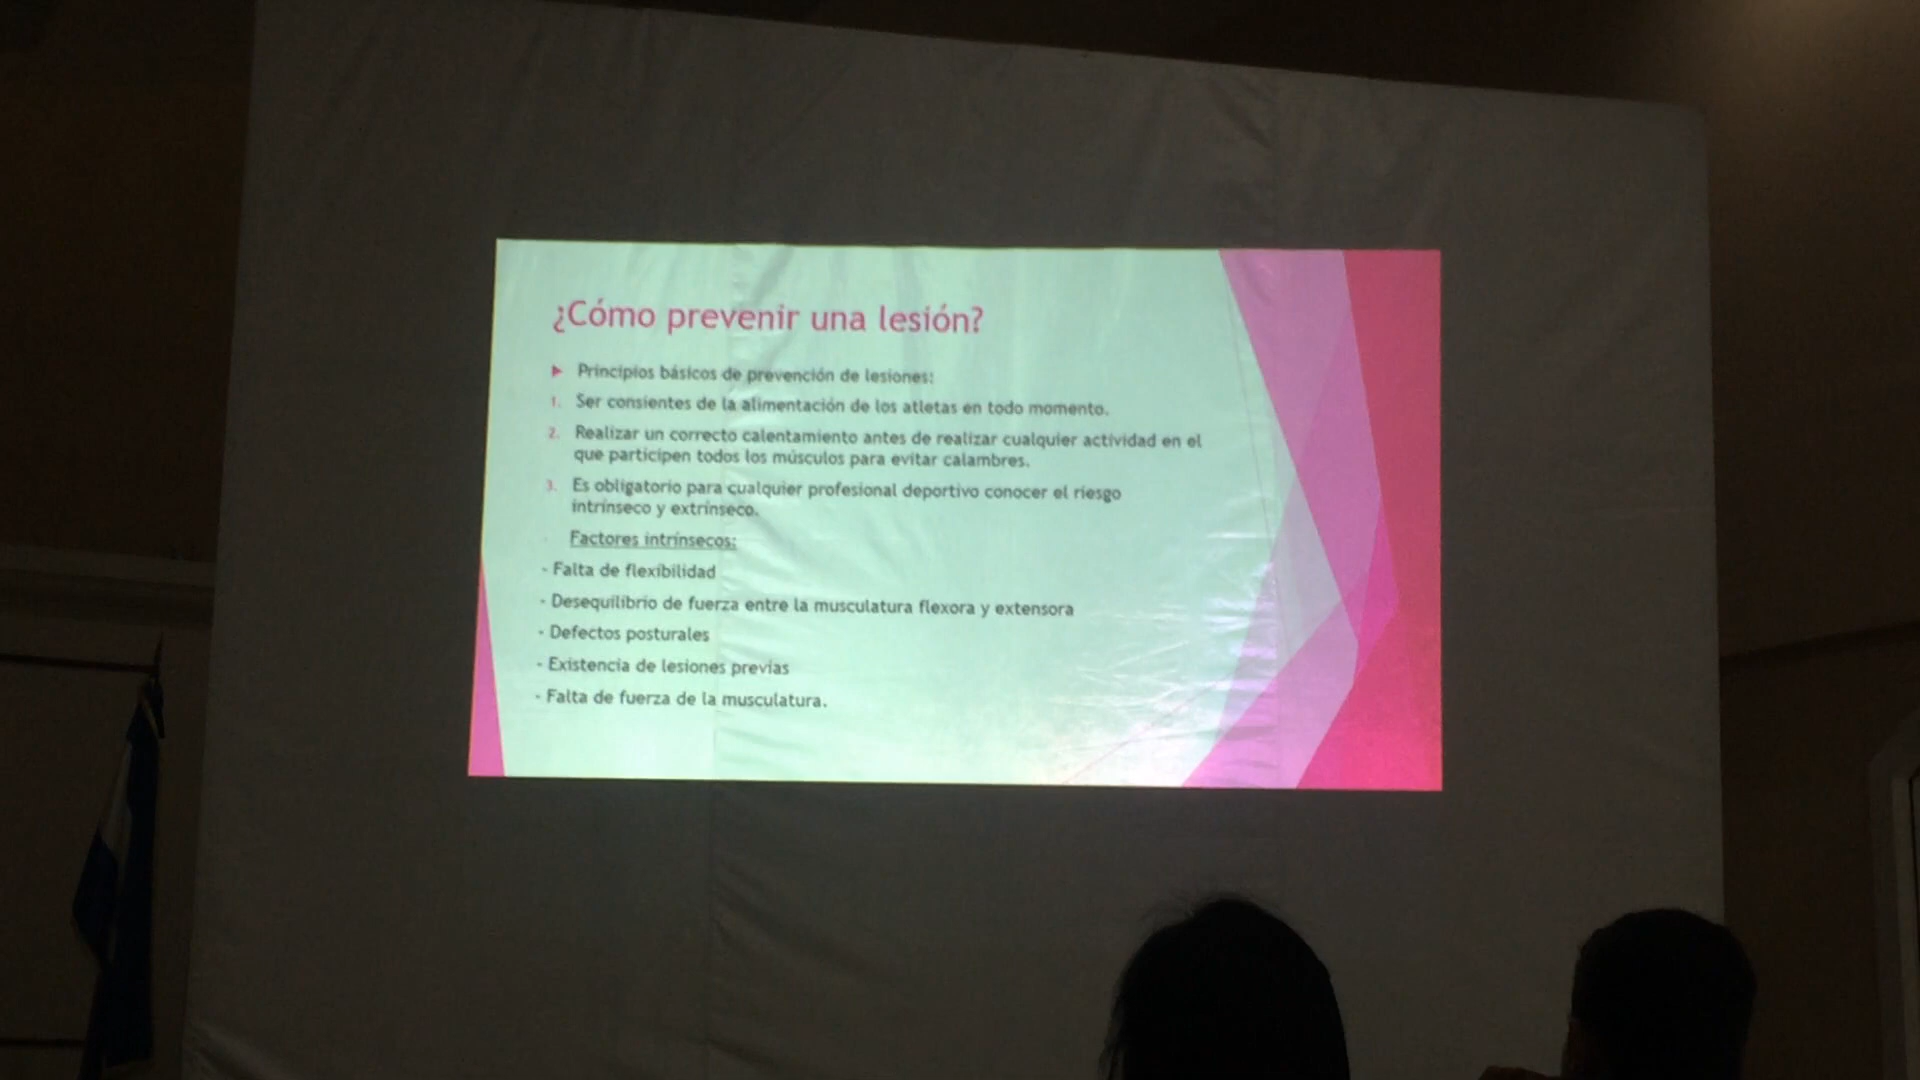 ¿Cómo prevenir una lesión?
Principios básicos de prevención de lesiones:
1. Ser consientes de la alimentación de los atletas en todo momento.
2. Realizar un correcto calentamiento antes de realizar cualquier actividad en el
que participen todos los músculos para evitar calambres.
3. Es obligatorio para cualquier profesional deportivo conocer el riesgo
intrínseco y extrínseco.
Factores intrínsecos:
- Falta de flexibilidad
- Desequilibrio de fuerza entre la musculatura flexora y extensora
- Defectos posturales
- Existencia de lesiones previas
- Falta de fuerza de la musculatura.